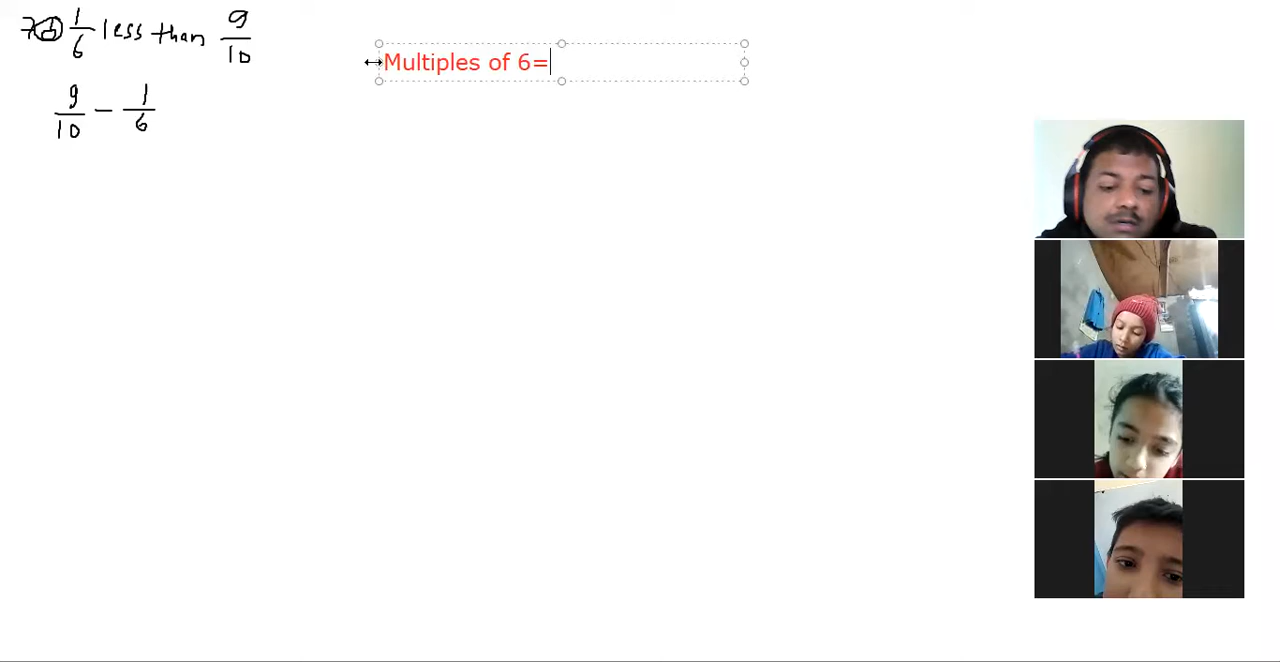 1/6 less than 9/10
9/10 - 1/6
Multiples of 6=